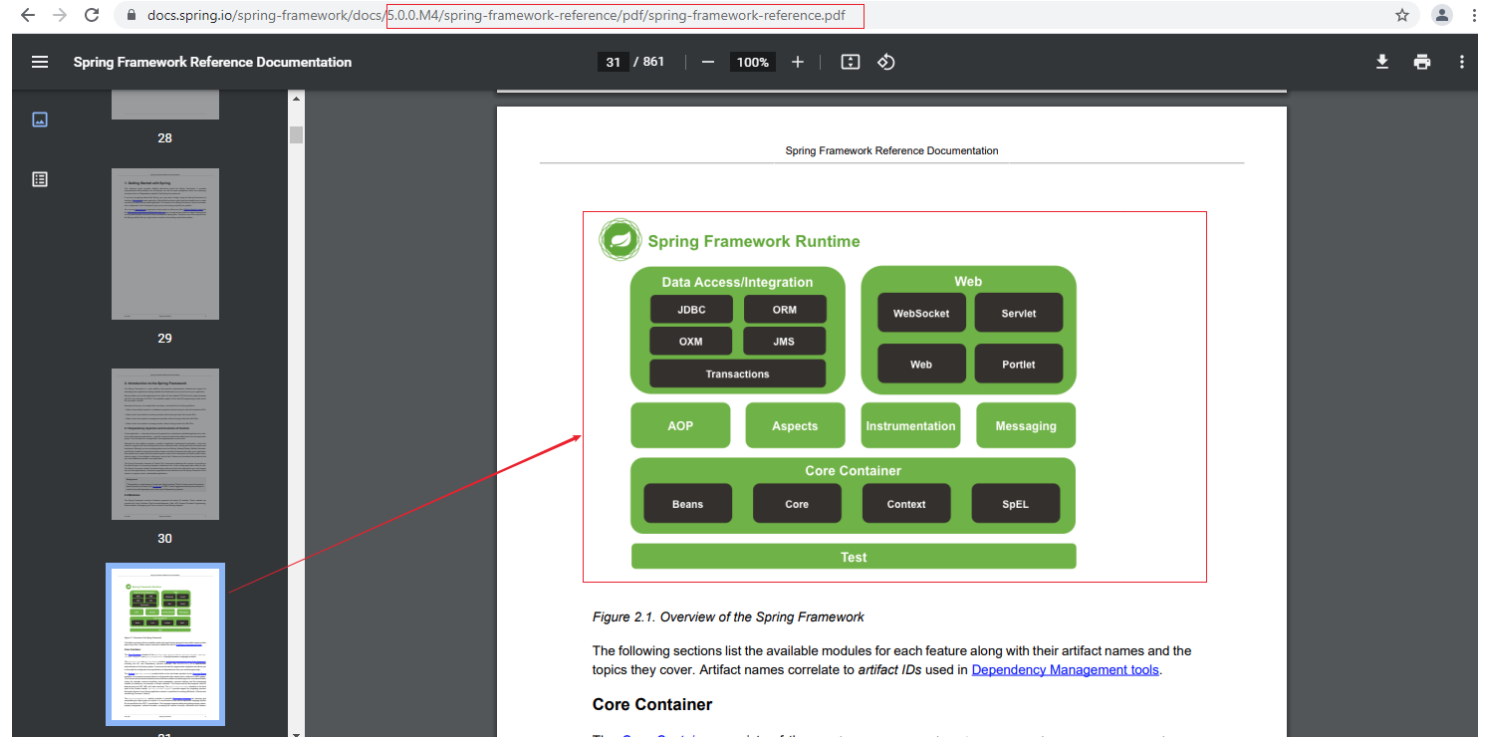 docs.spring.io/spring-framework/docs/5.0.0.M4/spring-framework-reference/pdf/spring-framework-reference.pdf
Spring Framework Reference Documentation
31 / 861
100%
28
29
30
31
Spring Framework Reference Documentation
Spring Framework Runtime
Data Access/Integration
JDBC ORM
OXM JMS
Transactions
Web
WebSocket Servlet
Web Portlet
AOP Aspects Instrumentation Messaging
Core Container
Beans Core Context SpEL
Test
Figure 2.1. Overview of the Spring Framework
The following sections list the available modules for each feature along with their artifact names and the
topics they cover. Artifact names correlate to artifact IDs used in Dependency Management tools.
Core Container